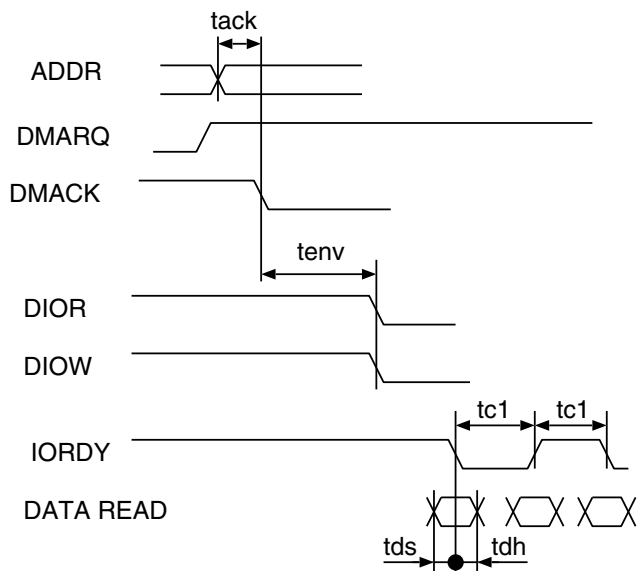 tack
ADDR
DMARQ
DMACK
tenv
DIOR
DIOW
tc1 tc1
IORDY
DATA READ
tds tdh